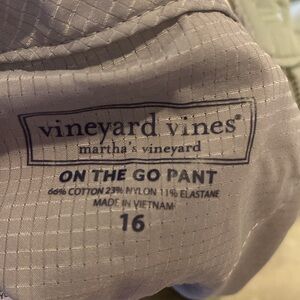 vineyard vines®
martha's vineyard
ON THE GO PANT
66% COTTON 23% NYLON 11% ELASTANE
MADE IN VIETNAM
16